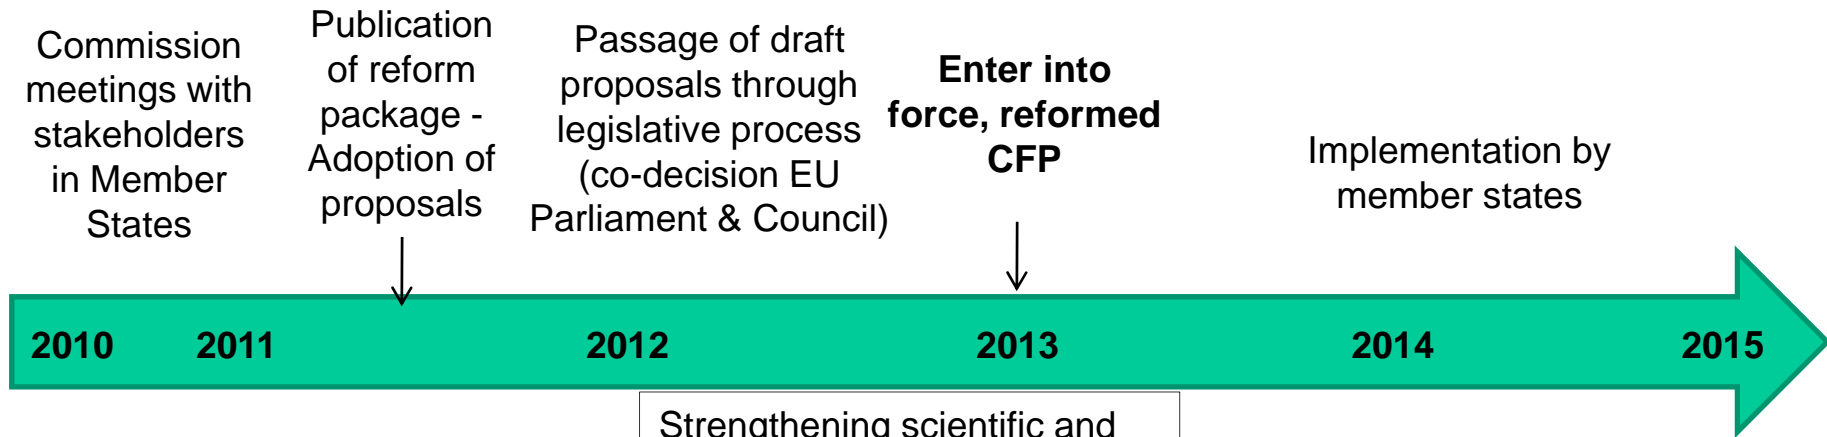 Commission
meetings with
stakeholders
in Member
States
Publication
of reform
package -
Adoption of
proposals
Passage of draft
proposals through
legislative process
(co-decision EU
Parliament & Council)
Enter into
force, reformed
CFP
Implementation by
member states
2010 2011 2012 2013 2014 2015
Strengthening scientific and